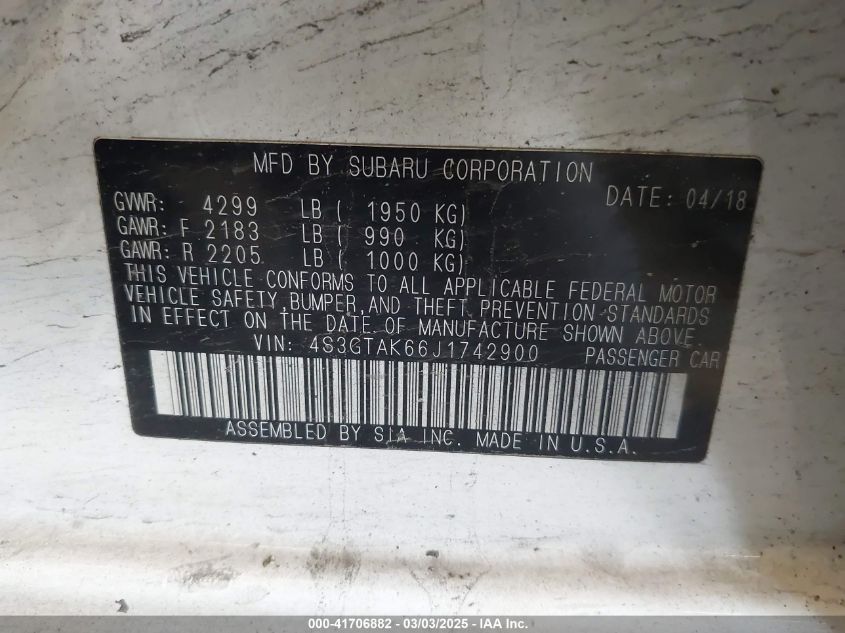 MFD BY SUBARU CORPORATION
DATE: 04/18
GVWR: 4299 LB ( 1950 KG)
GAWR: F 2183 LB ( 990 KG)
GAWR: R 2205 LB ( 1000 KG)
THIS VEHICLE CONFORMS TO ALL APPLICABLE FEDERAL MOTOR
VEHICLE SAFETY, BUMPER, AND THEFT PREVENTION STANDARDS
IN EFFECT ON THE DATE OF MANUFACTURE SHOWN ABOVE.
VIN: 4S3GTAK66J1742900 PASSENGER CAR
ASSEMBLED BY SIA INC. MADE IN U.S.A.
000-41706882 - 03/03/2025 - IAA Inc.